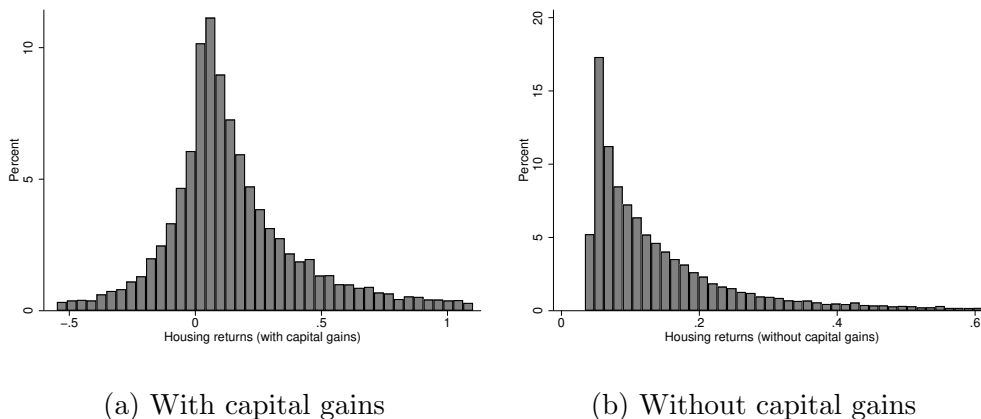 10
5
0
Percent
−.5 0 .5 1
Housing returns (with capital gains)
(a) With capital gains
20
15
10
5
0
Percent
0 .2 .4 .6
Housing returns (without capital gains)
(b) Without capital gains